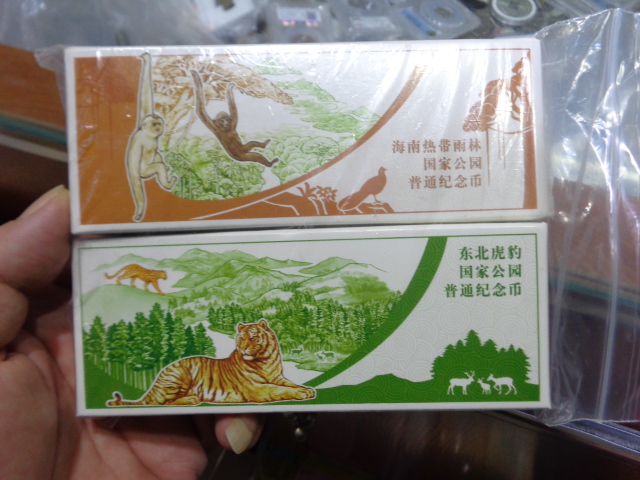 海南热带雨林
国家公园
普通纪念币
东北虎豹
国家公园
普通纪念币